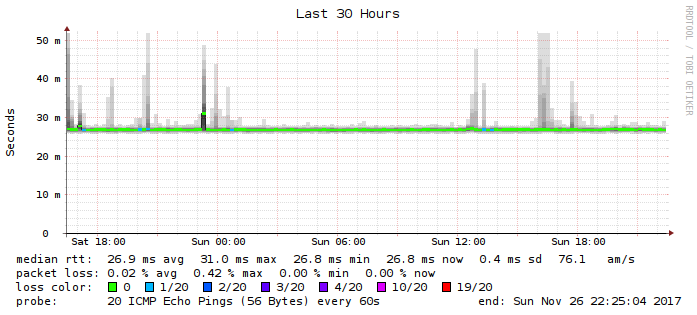 Last 30 Hours
RRDTOOL / TOBI OETIKER
Seconds
50 m
40 m
30 m
20 m
10 m
0
Sat 18:00 Sun 00:00 Sun 06:00 Sun 12:00 Sun 18:00
median rtt: 26.9 ms avg 31.0 ms max 26.8 ms min 26.8 ms now 0.4 ms sd 76.1 am/s
packet loss: 0.02 % avg 0.42 % max 0.00 % min 0.00 % now
loss color: 0 1/20 2/20 3/20 4/20 10/20 19/20
probe: 20 ICMP Echo Pings (56 Bytes) every 60s end: Sun Nov 26 22:25:04 2017